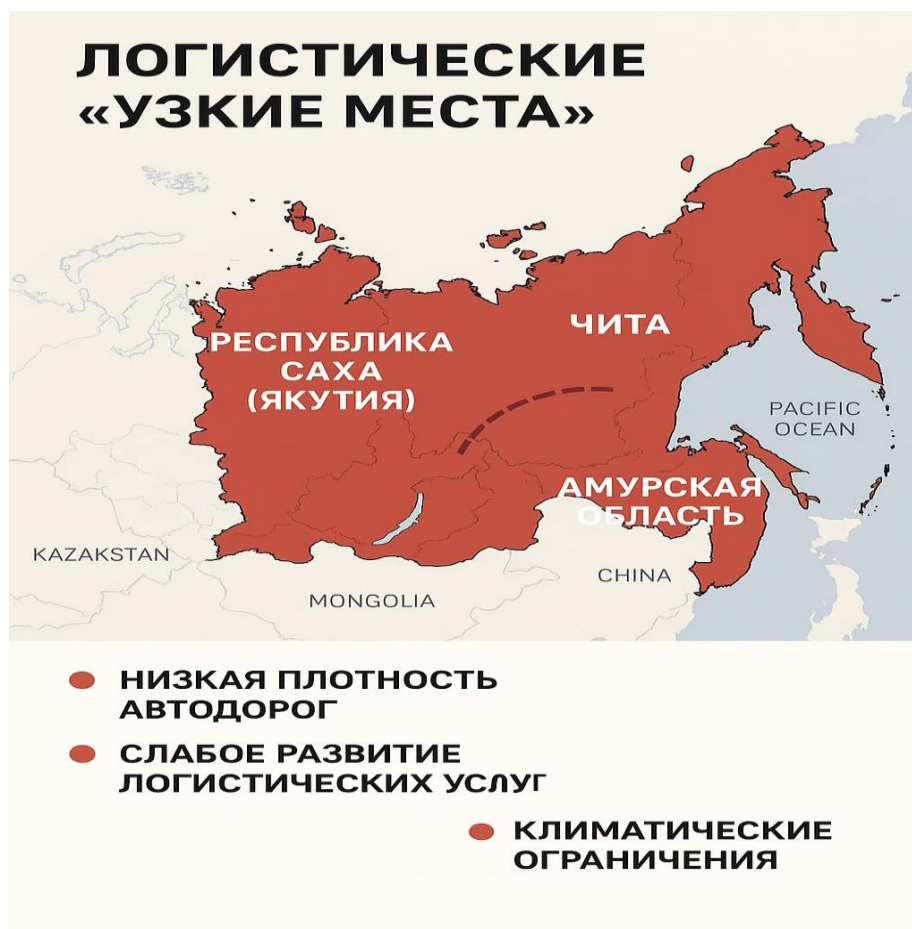 ЛОГИСТИЧЕСКИЕ
«УЗКИЕ МЕСТА»
ЧИТА
РЕСПУБЛИКА
САХА
(ЯКУТИЯ)
PACIFIC
OCEAN
АМУРСКАЯ
ОБЛАСТЬ
KAZAKSTAN
CHINA
MONGOLIA
НИЗКАЯ ПЛОТНОСТЬ
АВТОДОРОГ
СЛАБОЕ РАЗВИТИЕ
ЛОГИСТИЧЕСКИХ УСЛУГ
КЛИМАТИЧЕСКИЕ
ОГРАНИЧЕНИЯ